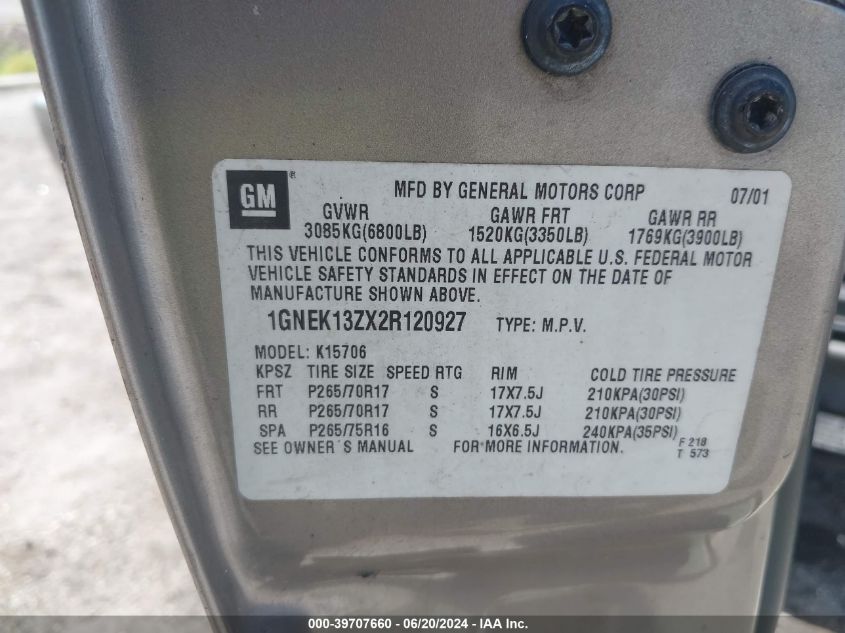 GM
MFD BY GENERAL MOTORS CORP 07/01
GVWR GAWR FRT GAWR RR
3085KG(6800LB) 1520KG(3350LB) 1769KG(3900LB)
THIS VEHICLE CONFORMS TO ALL APPLICABLE U.S. FEDERAL MOTOR
VEHICLE SAFETY STANDARDS IN EFFECT ON THE DATE OF
MANUFACTURE SHOWN ABOVE.
1GNEK13ZX2R120927 TYPE: M.P.V.
MODEL: K15706
KPSZ TIRE SIZE SPEED RTG RIM COLD TIRE PRESSURE
FRT P265/70R17 S 17X7.5J 210KPA(30PSI)
RR P265/70R17 S 17X7.5J 210KPA(30PSI)
SPA P265/75R16 S 16X6.5J 240KPA(35PSI)
SEE OWNER'S MANUAL FOR MORE INFORMATION. F 218
T 573
000-39707660 - 06/20/2024 - IAA Inc.